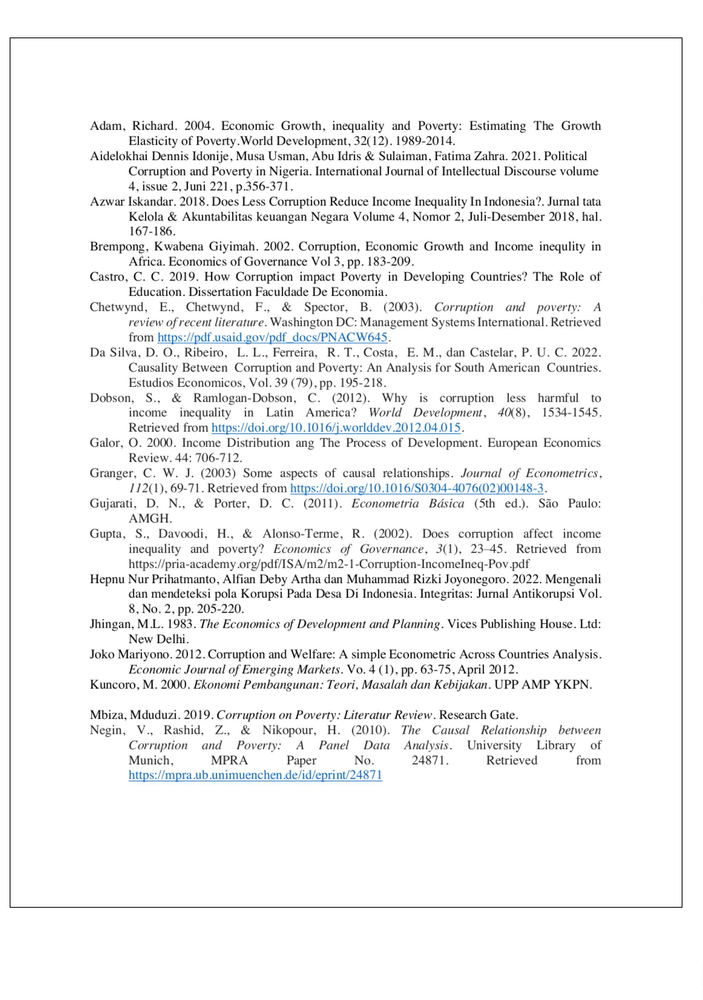 Adam, Richard. 2004. Economic Growth, inequality and Poverty: Estimating The Growth
Elasticity of Poverty.World Development, 32(12). 1989-2014.
Aidelokhai Dennis Idonije, Musa Usman, Abu Idris & Sulaiman, Fatima Zahra. 2021. Political
Corruption and Poverty in Nigeria. International Journal of Intellectual Discourse volume
4, issue 2, Juni 221, p.356-371.
Azwar Iskandar. 2018. Does Less Corruption Reduce Income Inequality In Indonesia?. Jurnal tata
Kelola & Akuntabilitas keuangan Negara Volume 4, Nomor 2, Juli-Desember 2018, hal.
167-186.
Brempong, Kwabena Giyimah. 2002. Corruption, Economic Growth and Income inequlity in
Africa. Economics of Governance Vol 3, pp. 183-209.
Castro, C. C. 2019. How Corruption impact Poverty in Developing Countries? The Role of
Education. Dissertation Faculdade De Economia.
Chetwynd, E., Chetwynd, F., & Spector, B. (2003). Corruption and poverty: A
review of recent literature. Washington DC: Management Systems International. Retrieved
from https://pdf.usaid.gov/pdf_docs/PNACW645.
Da Silva, D. O., Ribeiro, L. L., Ferreira, R. T., Costa, E. M., dan Castelar, P. U. C. 2022.
Causality Between Corruption and Poverty: An Analysis for South American Countries.
Estudios Economicos, Vol. 39 (79), pp. 195-218.
Dobson, S., & Ramlogan-Dobson, C. (2012). Why is corruption less harmful to
income inequality in Latin America? World Development, 40(8), 1534-1545.
Retrieved from https://doi.org/10.1016/j.worlddev.2012.04.015.
Galor, O. 2000. Income Distribution ang The Process of Development. European Economics
Review. 44: 706-712.
Granger, C. W. J. (2003) Some aspects of causal relationships. Journal of Econometrics,
112(1), 69-71. Retrieved from https://doi.org/10.1016/S0304-4076(02)00148-3.
Gujarati, D. N., & Porter, D. C. (2011). Econometria Básica (5th ed.). São Paulo:
AMGH.
Gupta, S., Davoodi, H., & Alonso-Terme, R. (2002). Does corruption affect income
inequality and poverty? Economics of Governance, 3(1), 23–45. Retrieved from
https://pria-academy.org/pdf/ISA/m2/m2-1-Corruption-IncomeIneq-Pov.pdf
Hepnu Nur Prihatmanto, Alfian Deby Artha dan Muhammad Rizki Joyonegoro. 2022. Mengenali
dan mendeteksi pola Korupsi Pada Desa Di Indonesia. Integritas: Jurnal Antikorupsi Vol.
8, No. 2, pp. 205-220.
Jhingan, M.L. 1983. The Economics of Development and Planning. Vices Publishing House. Ltd:
New Delhi.
Joko Mariyono. 2012. Corruption and Welfare: A simple Econometric Across Countries Analysis.
Economic Journal of Emerging Markets. Vo. 4 (1), pp. 63-75, April 2012.
Kuncoro, M. 2000. Ekonomi Pembangunan: Teori, Masalah dan Kebijakan. UPP AMP YKPN.
Mbiza, Mduduzi. 2019. Corruption on Poverty: Literatur Review. Research Gate.
Negin, V., Rashid, Z., & Nikopour, H. (2010). The Causal Relationship between
Corruption and Poverty: A Panel Data Analysis. University Library of
Munich, MPRA Paper No. 24871. Retrieved from
https://mpra.ub.unimuenchen.de/id/eprint/24871